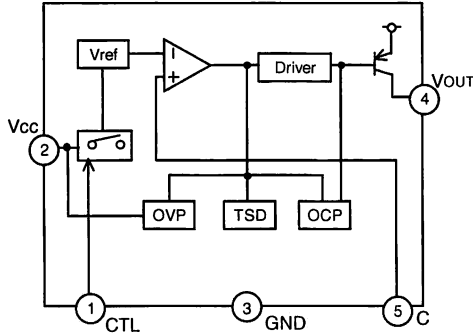 Vref
−
+
Driver
VOUT
4
VCC
2
OVP
TSD
OCP
1
CTL
3
GND
5
C